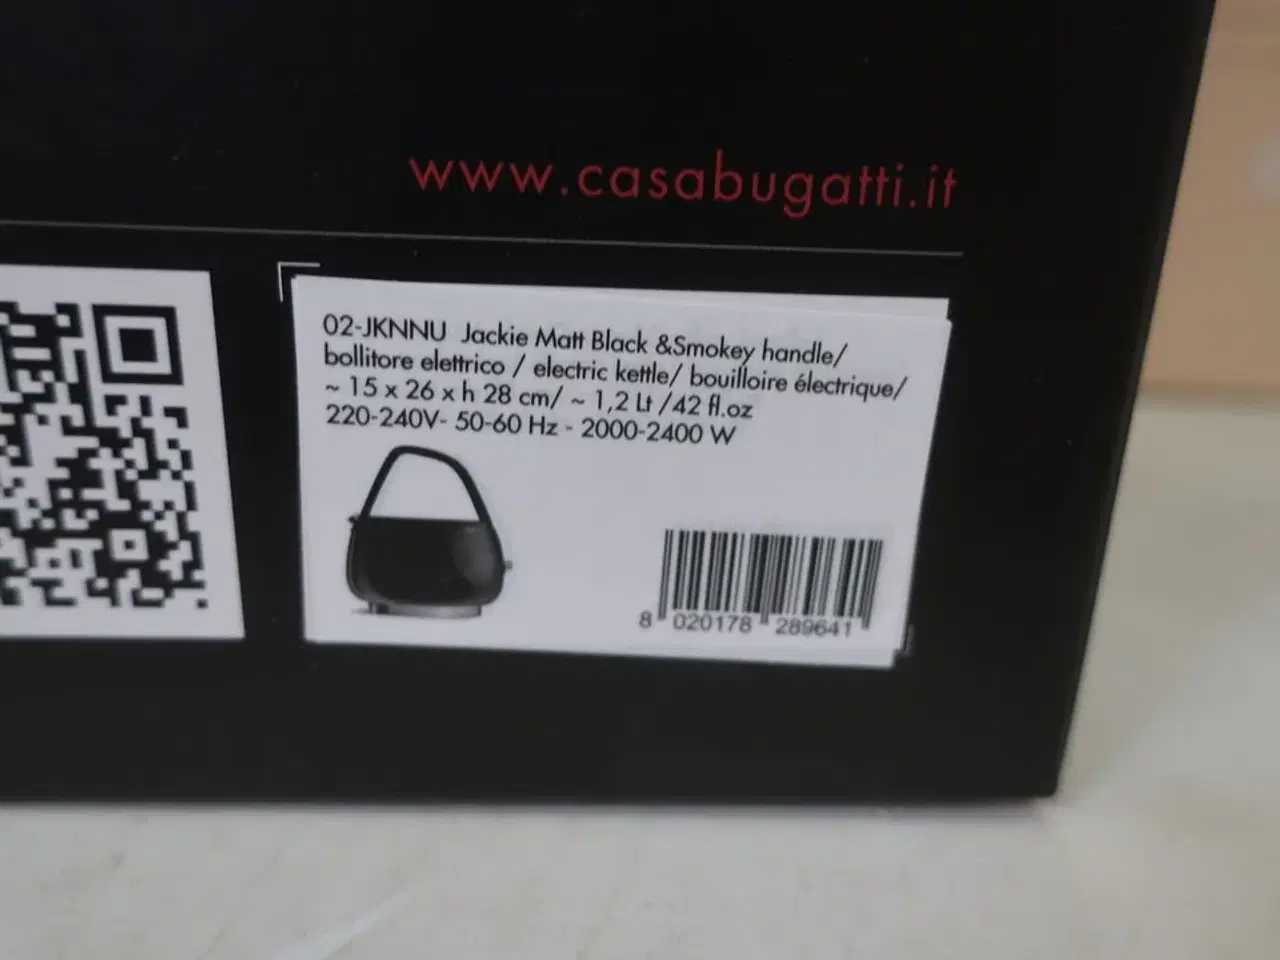 www.casabugatti.it
02-JKNNU Jackie Matt Black &Smokey handle/
bollitore elettrico / electric kettle/ bouilloire électrique/
~ 15 x 26 x h 28 cm/ ~ 1,2 Lt /42 fl.oz
220-240V- 50-60 Hz - 2000-2400 W
8 020178 289641